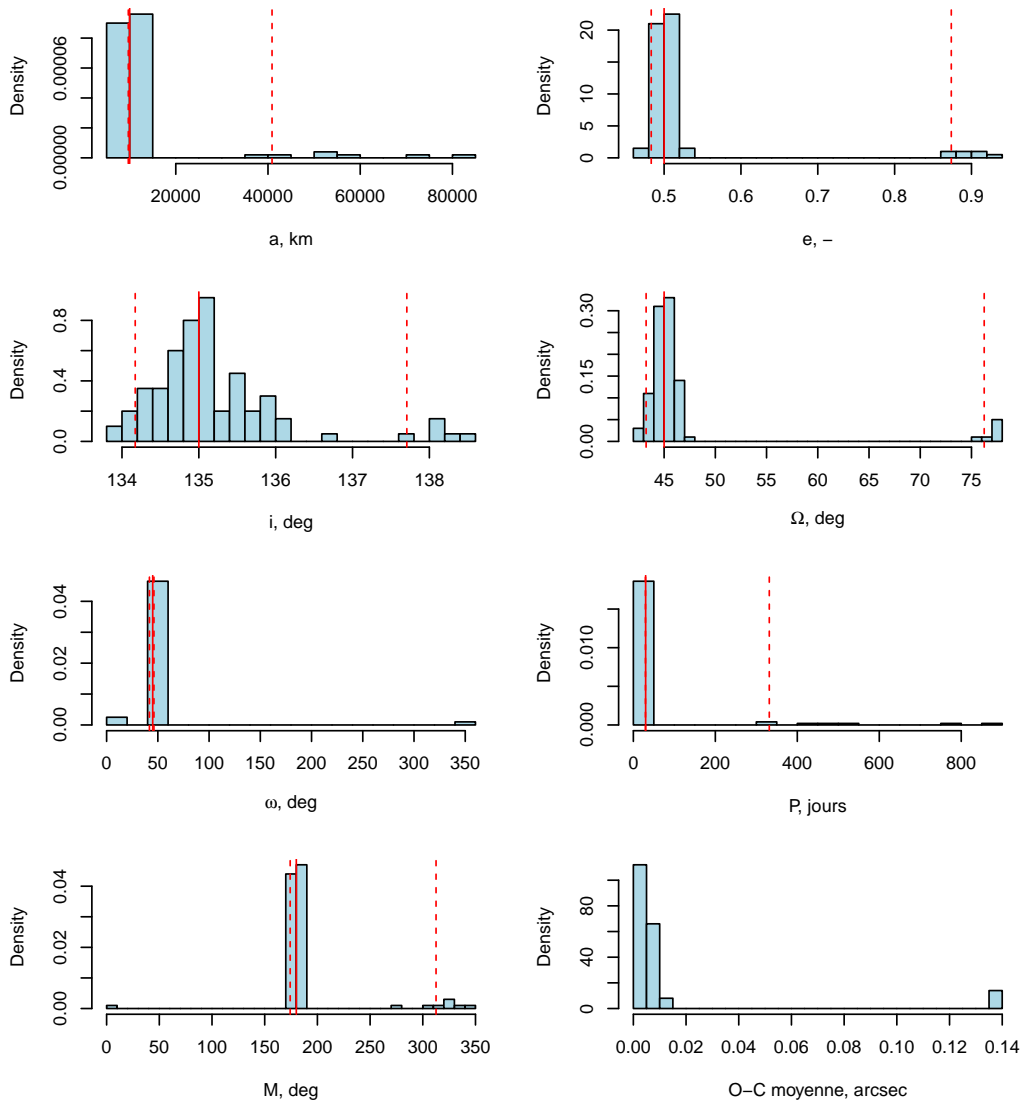 Density
0.00000 0.00006
20000 40000 60000 80000
a, km
Density
0 5 10 20
0.5 0.6 0.7 0.8 0.9
e, −
Density
0.0 0.4 0.8
134 135 136 137 138
i, deg
Density
0.00 0.15 0.30
45 50 55 60 65 70 75
Ω, deg
Density
0.00 0.02 0.04
0 50 100 150 200 250 300 350
ω, deg
Density
0.000 0.010
0 200 400 600 800
P, jours
Density
0.00 0.02 0.04
0 50 100 150 200 250 300 350
M, deg
Density
0 40 80
0.00 0.02 0.04 0.06 0.08 0.10 0.12 0.14
O−C moyenne, arcsec